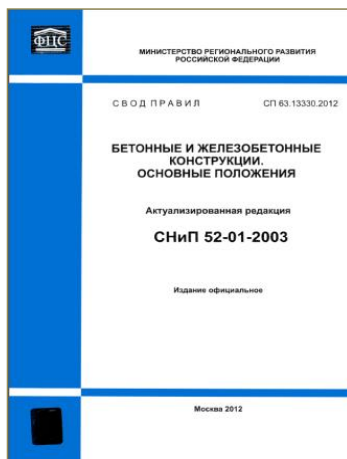 ФЦС
МИНИСТЕРСТВО РЕГИОНАЛЬНОГО РАЗВИТИЯ
РОССИЙСКОЙ ФЕДЕРАЦИИ
СВОД ПРАВИЛ СП 63.13330.2012
БЕТОННЫЕ И ЖЕЛЕЗОБЕТОННЫЕ
КОНСТРУКЦИИ.
ОСНОВНЫЕ ПОЛОЖЕНИЯ
Актуализированная редакция
СНиП 52-01-2003
Издание официальное
Москва 2012